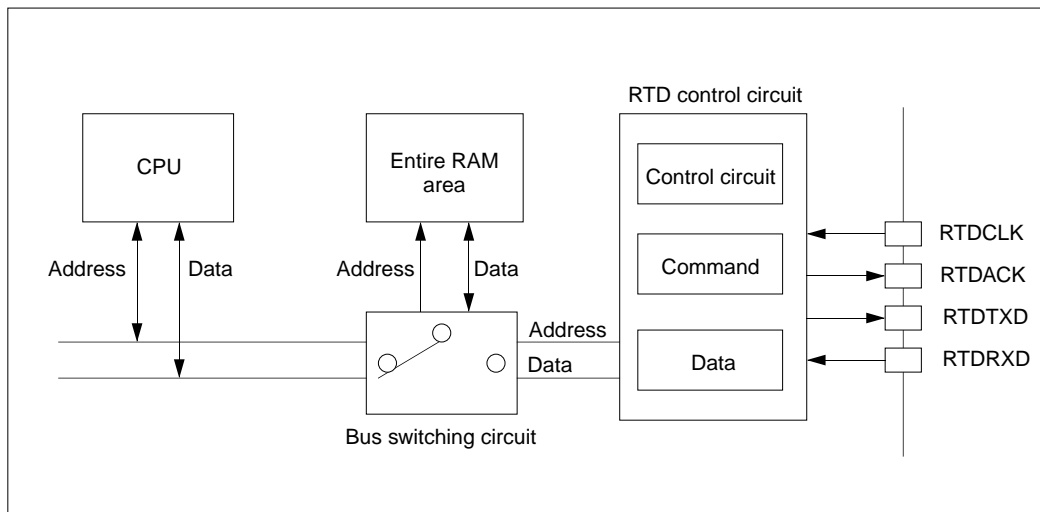 RTD control circuit
CPU
Entire RAM
area
Control circuit
Command
Data
RTDCLK
RTDACK
RTDTXD
RTDRXD
Address
Data
Address
Data
Address
Data
Bus switching circuit